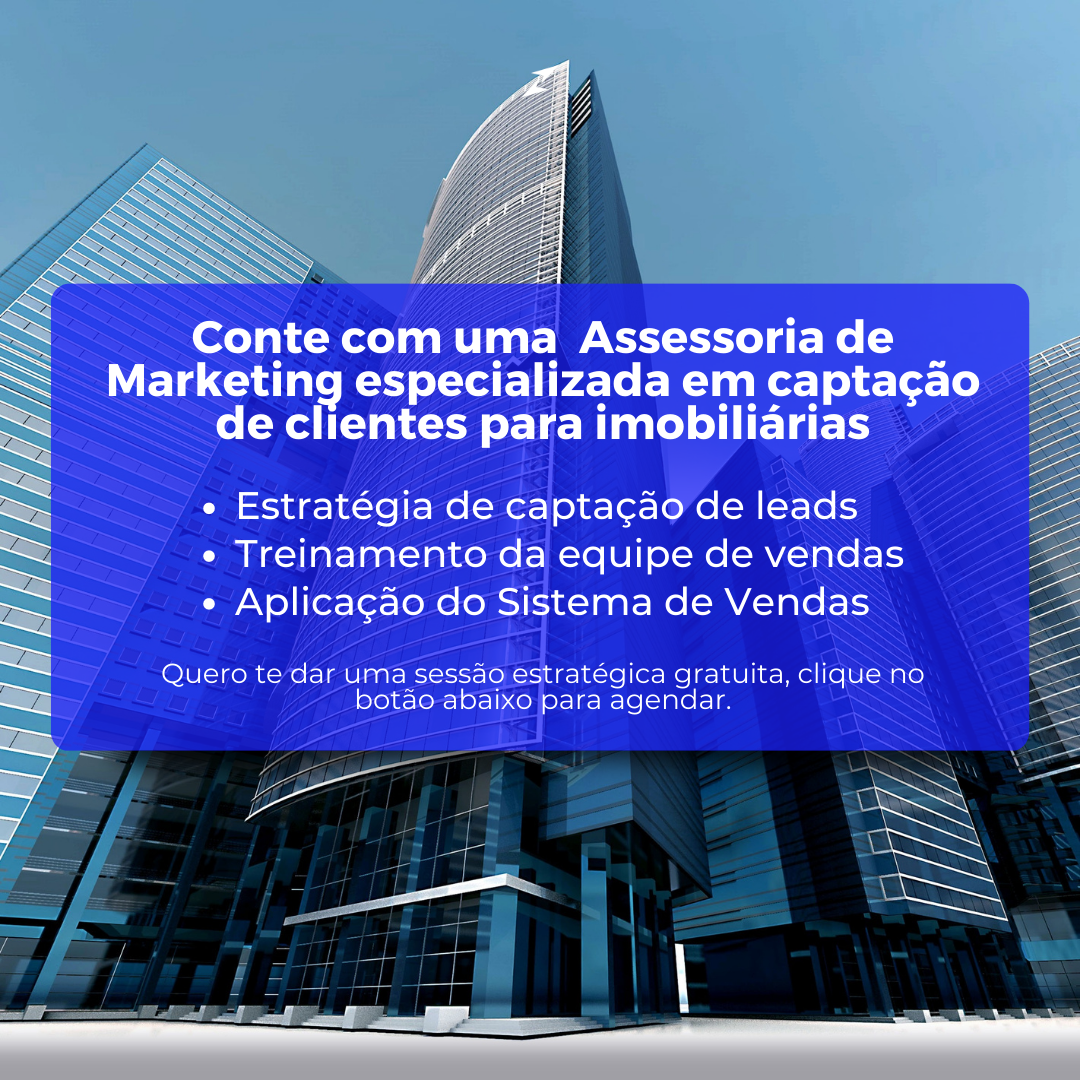 Conte com uma  Assessoria de
Marketing especializada em captação
de clientes para imobiliárias
• Estratégia de captação de leads
• Treinamento da equipe de vendas
• Aplicação do Sistema de Vendas
Quero te dar uma sessão estratégica gratuita, clique no
botão abaixo para agendar.